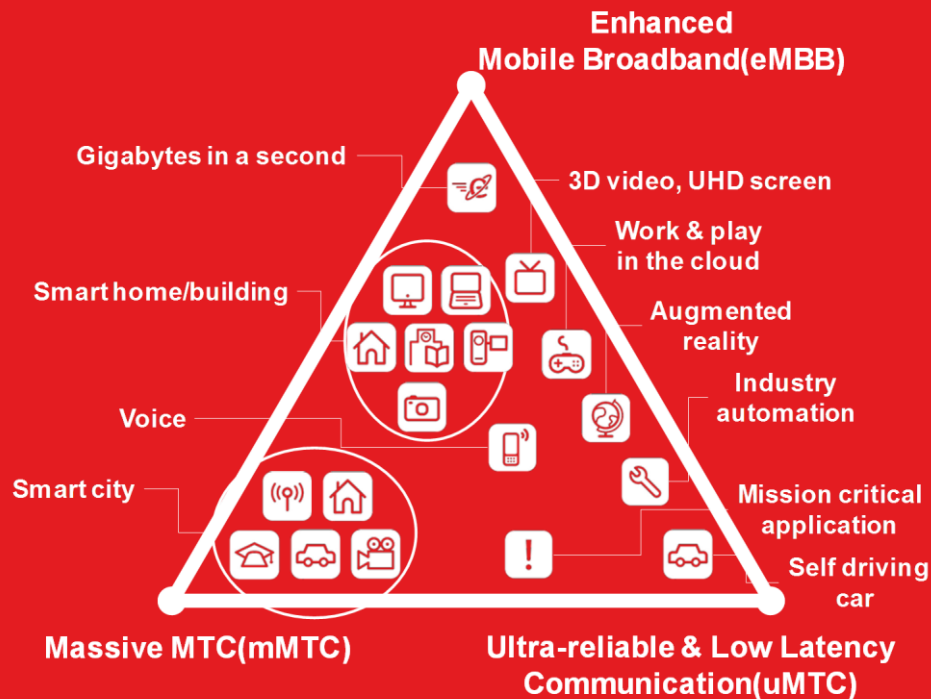 Enhanced
Mobile Broadband(eMBB)
Gigabytes in a second
3D video, UHD screen
Work & play
in the cloud
Smart home/building
Augmented
reality
Industry
automation
Voice
Smart city
Mission critical
application
Self driving
car
Massive MTC(mMTC)
Ultra-reliable & Low Latency
Communication(uMTC)